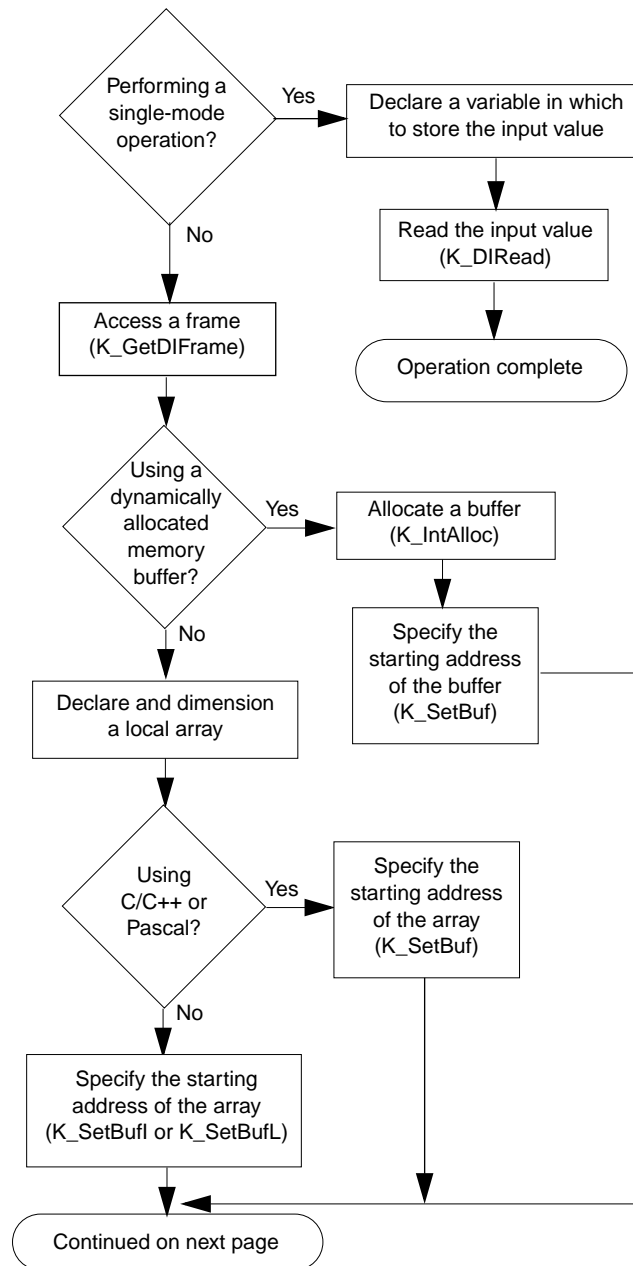 Performing a
single-mode
operation?
Yes
Declare a variable in which
to store the input value
No
Read the input value
(K_DIRead)
Operation complete
Access a frame
(K_GetDIFrame)
Using a
dynamically
allocated
memory
buffer?
Yes
Allocate a buffer
(K_IntAlloc)
Specify the
starting address
of the buffer
(K_SetBuf)
No
Declare and dimension
a local array
Using
C/C++ or
Pascal?
Yes
Specify the
starting address
of the array
(K_SetBuf)
No
Specify the starting
address of the array
(K_SetBufI or K_SetBufL)
Continued on next page